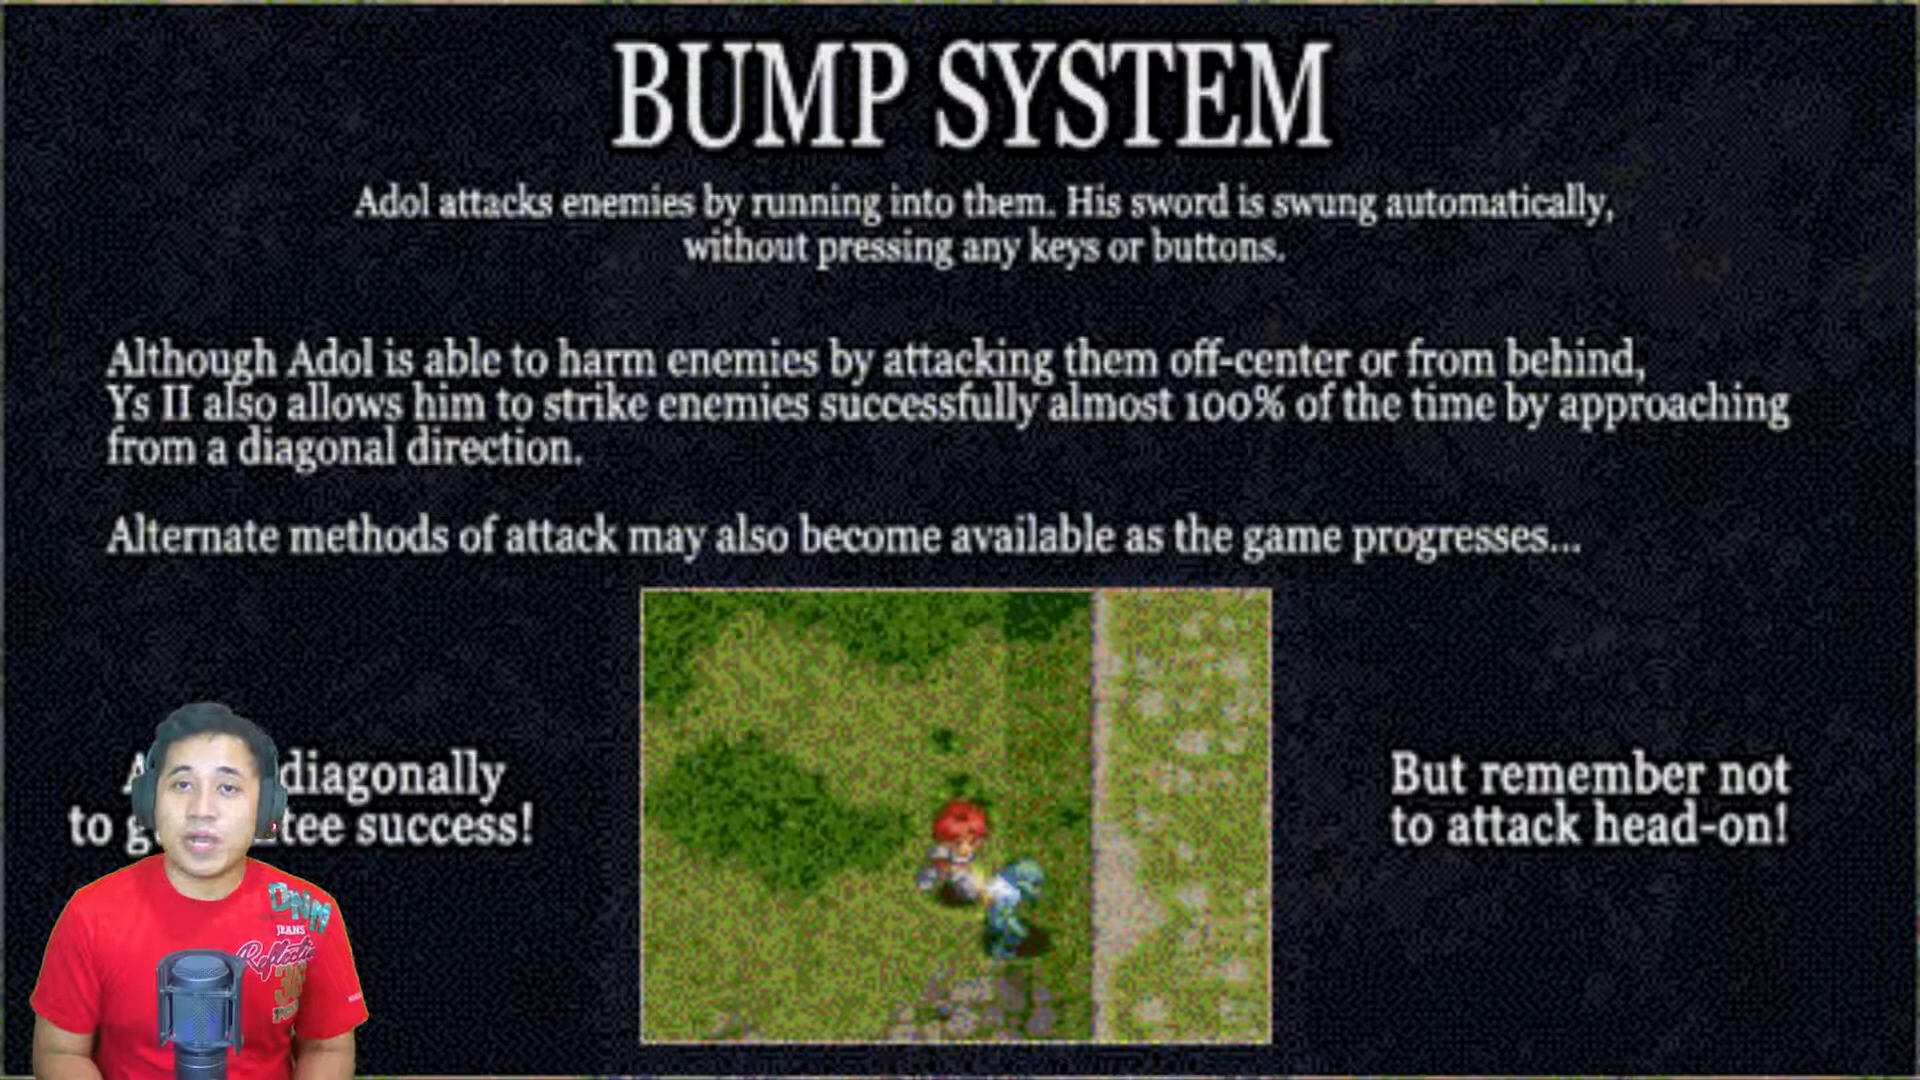 BUMP SYSTEM
Adol attacks enemies by running into them. His sword is swung automatically,
without pressing any keys or buttons.
Although Adol is able to harm enemies by attacking them off-center or from behind,
Ys II also allows him to strike enemies successfully almost 100% of the time by approaching
from a diagonal direction.
Alternate methods of attack may also become available as the game progresses...
diagonally
to success!
But remember not
to attack head-on!
DNM
JEANS